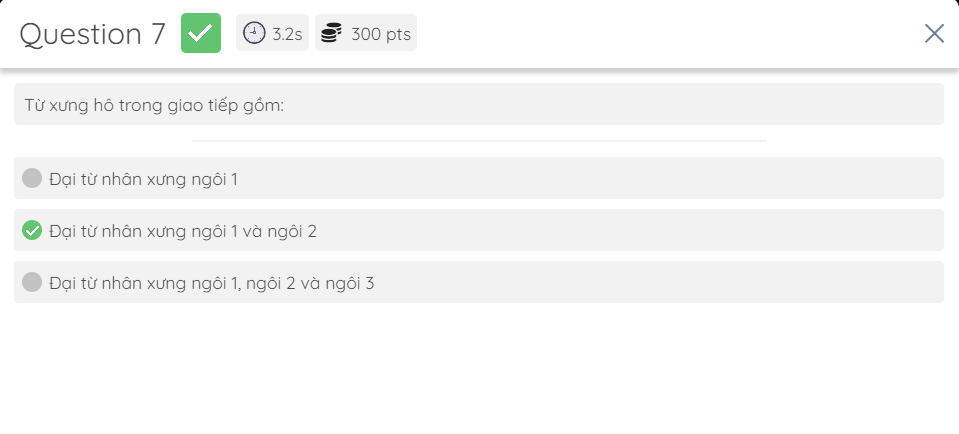 Question 7 3.2s 300 pts
Từ xưng hô trong giao tiếp gồm:
Đại từ nhân xưng ngôi 1
Đại từ nhân xưng ngôi 1 và ngôi 2
Đại từ nhân xưng ngôi 1, ngôi 2 và ngôi 3